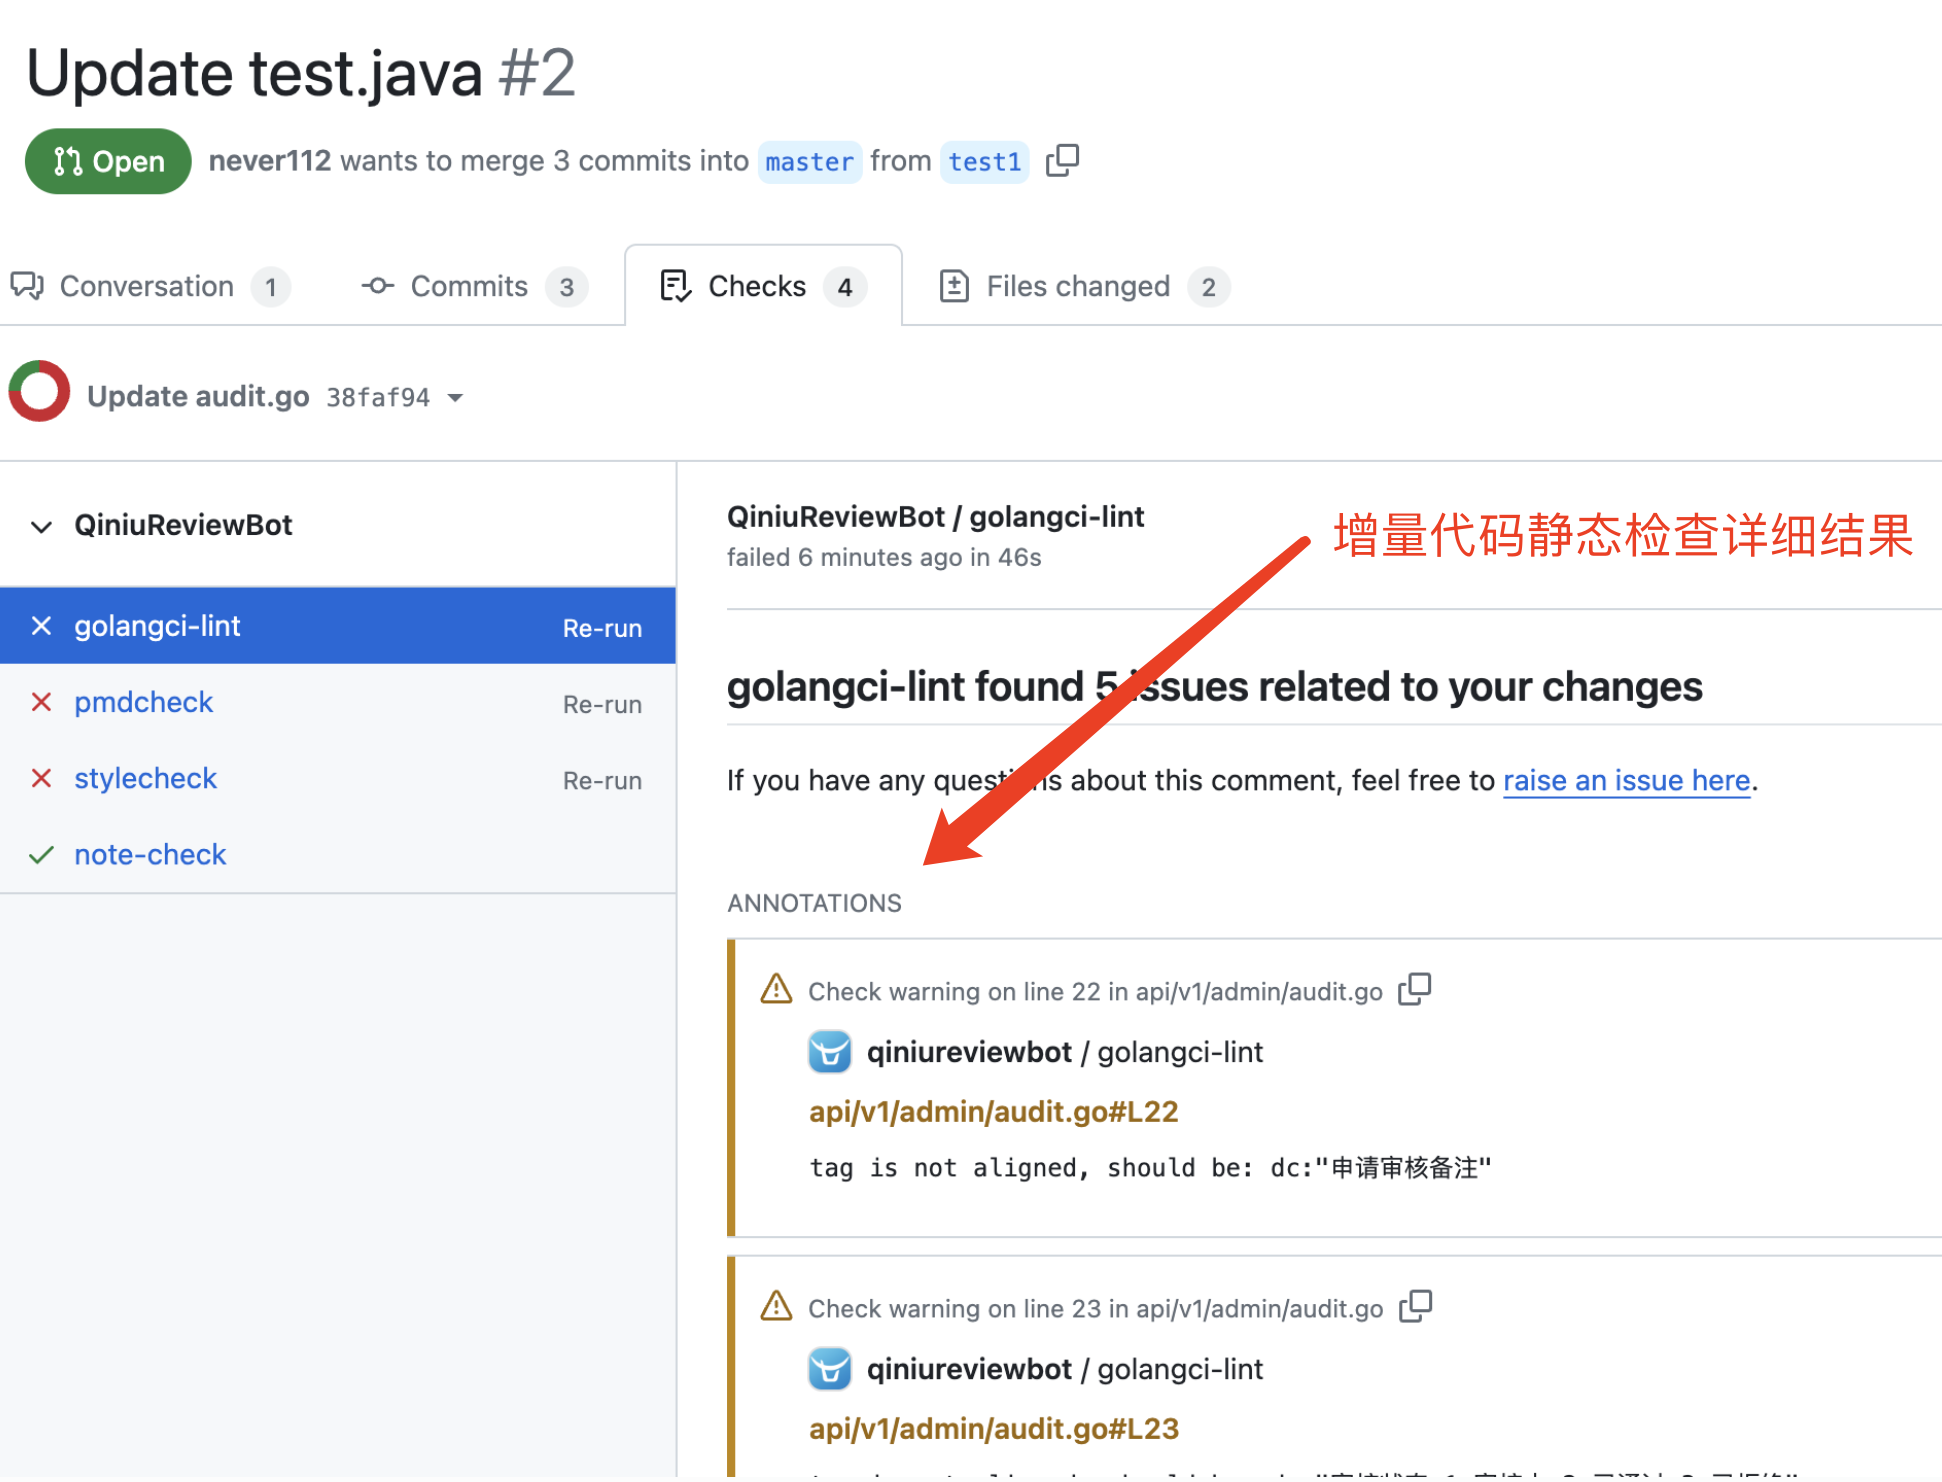 Update test.java #2
Open never112 wants to merge 3 commits into master from test1
Conversation 1 Commits 3 Checks 4 Files changed 2
Update audit.go 38faf94
QiniuReviewBot
golangci-lint Re-run
pmdcheck Re-run
stylecheck Re-run
note-check
QiniuReviewBot / golangci-lint
failed 6 minutes ago in 46s
增量代码静态检查详细结果
golangci-lint found 5 issues related to your changes
If you have any questions about this comment, feel free to raise an issue here.
ANNOTATIONS
Check warning on line 22 in api/v1/admin/audit.go
qiniureviewbot / golangci-lint
api/v1/admin/audit.go#L22
tag is not aligned, should be: dc:"申请审核备注"
Check warning on line 23 in api/v1/admin/audit.go
qiniureviewbot / golangci-lint
api/v1/admin/audit.go#L23